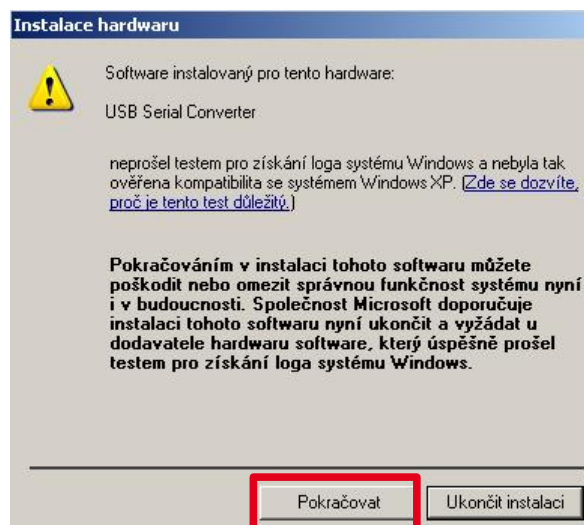 Instalace hardwaru
Software instalovaný pro tento hardware:
USB Serial Converter
neprošel testem pro získání loga systému Windows a nebyla tak
ověřena kompatibilita se systémem Windows XP. (Zde se dozvíte,
proč je tento test důležitý.)
Pokračováním v instalaci tohoto softwaru můžete
poškodit nebo omezit správnou funkčnost systému nyní
i v budoucnosti. Společnost Microsoft doporučuje
instalaci tohoto softwaru nyní ukončit a vyžádat u
dodavatele hardwaru software, který úspěšně prošel
testem pro získání loga systému Windows.
Pokračovat Ukončit instalaci